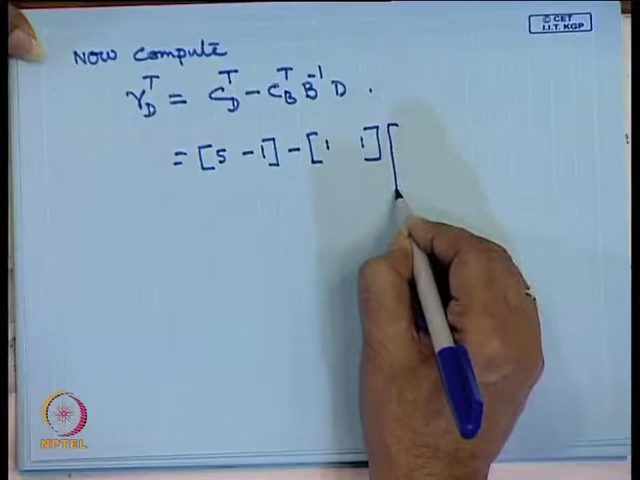 © CET
I.I.T. KGP
Now Compute
r_D^T = C_D^T - C_B^T B^{-1} D .
= [5 -1] - [1 1] [
NPTEL